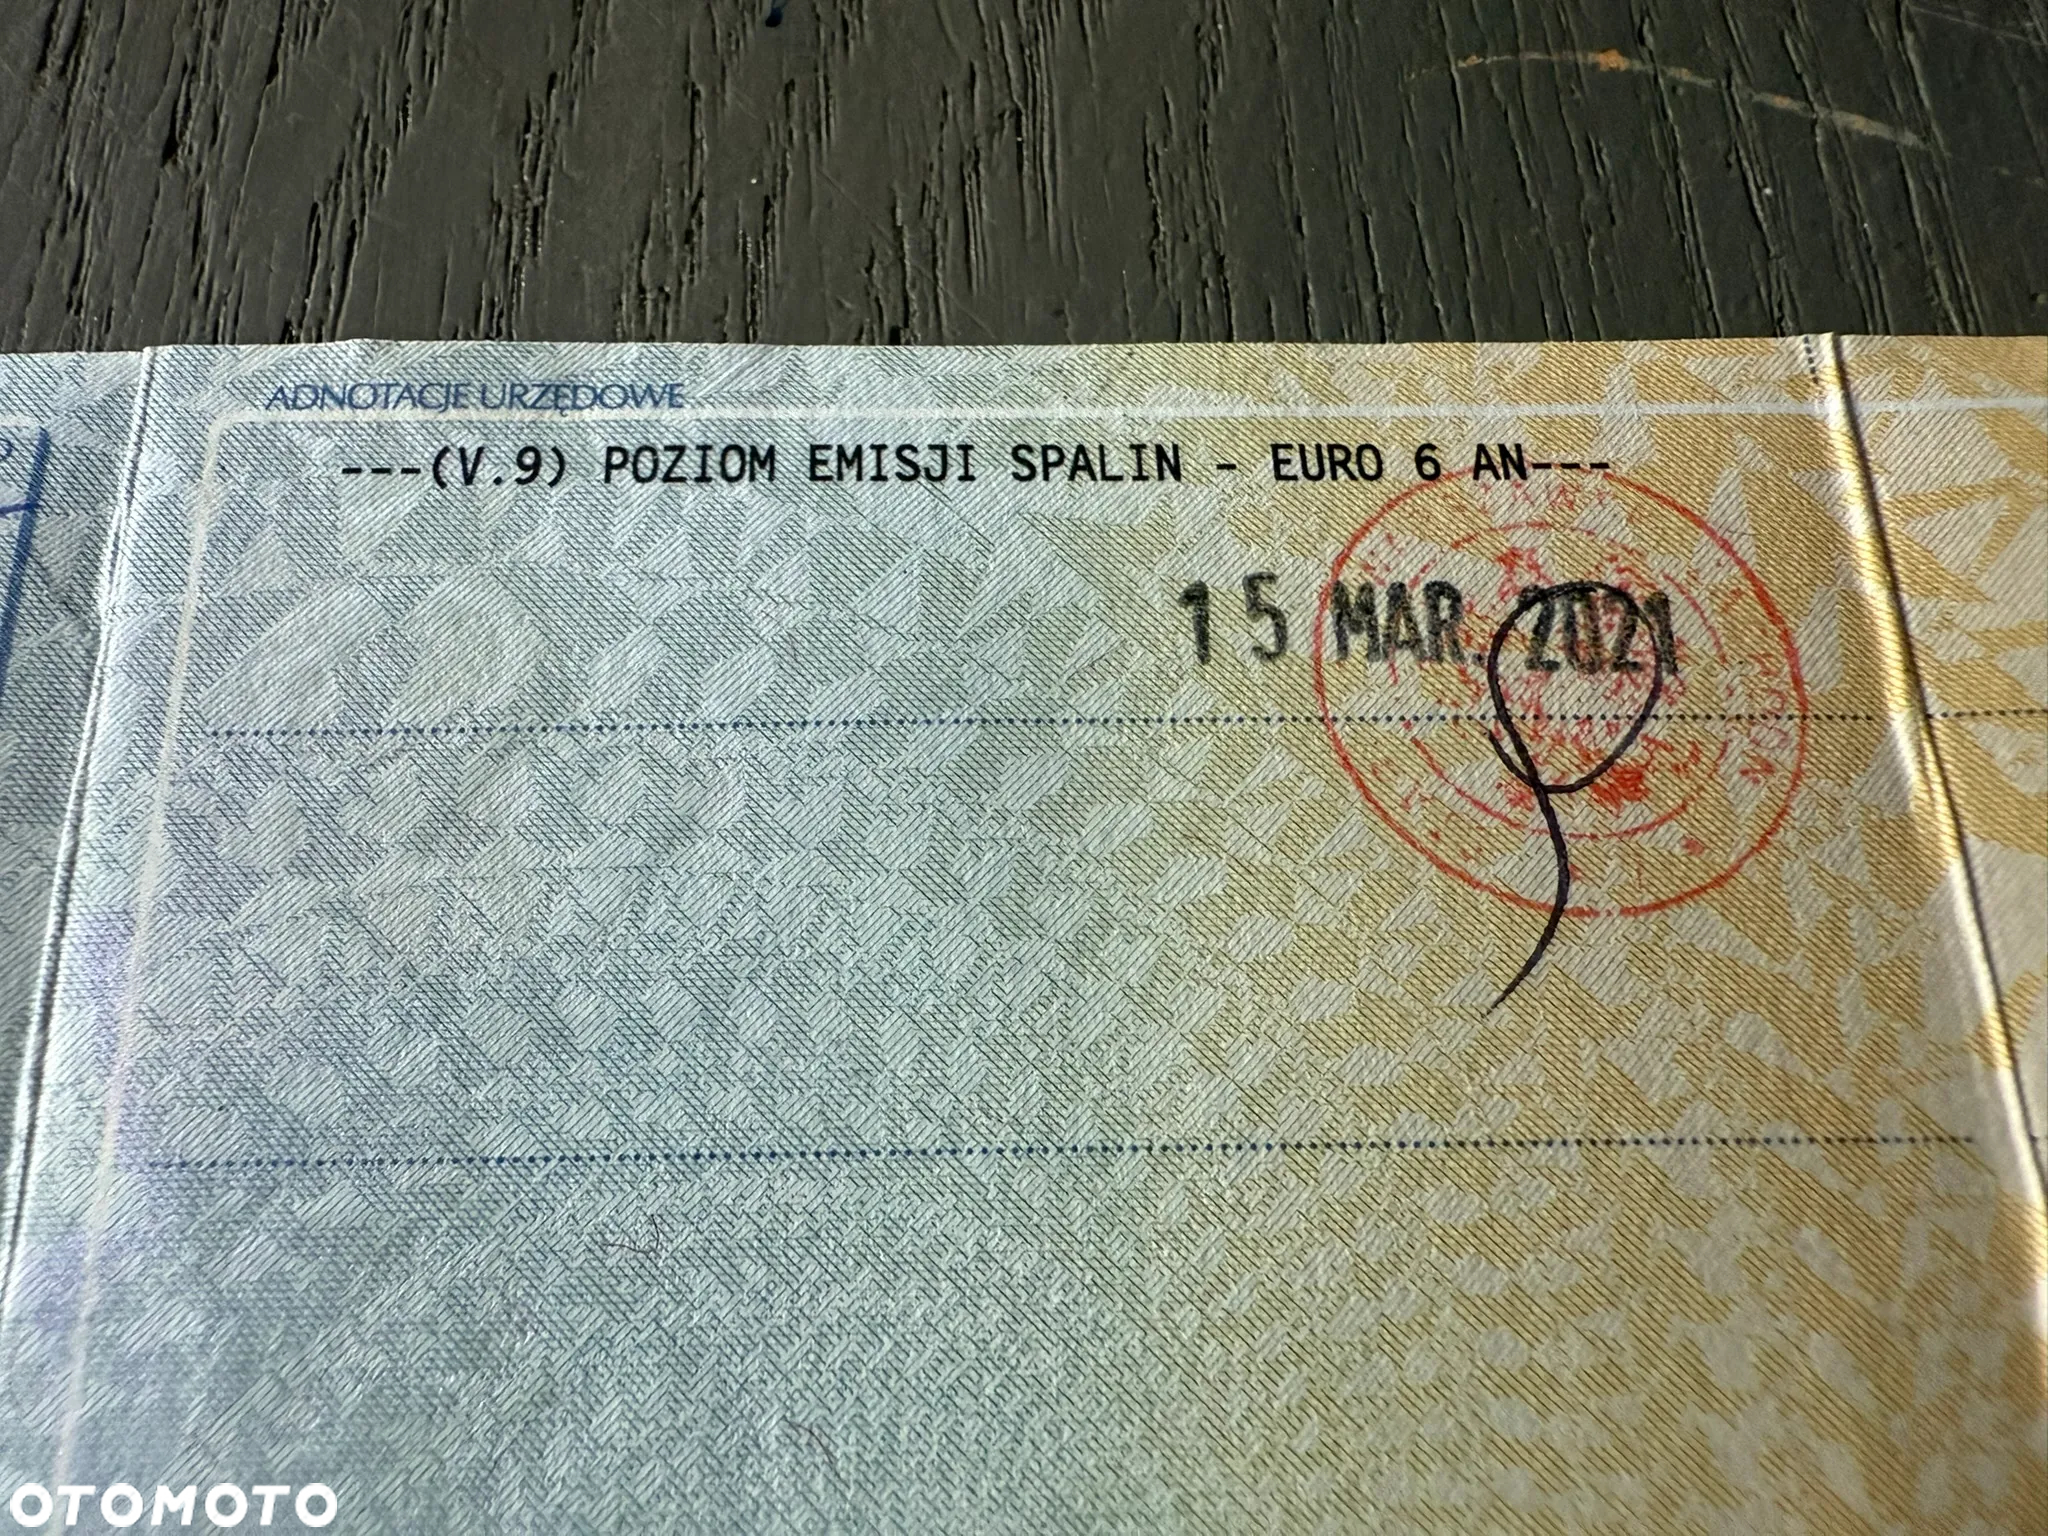 ADNOTACJE URZĘDOWE
---(V.9) POZIOM EMISJI SPALIN - EURO 6 AN---
15 MAR. 2021
OTOMOTO